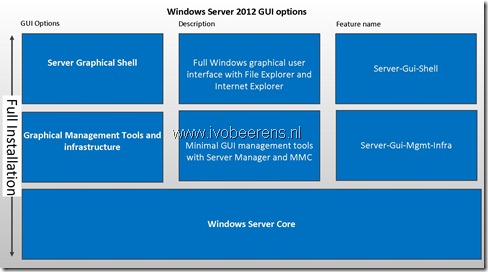 Windows Server 2012 GUI options
GUI Options
Description
Feature name
Full Installation
Server Graphical Shell
Full Windows graphical user
interface with File Explorer and
Internet Explorer
Server-Gui-Shell
Graphical Management Tools and
infrastructure
www.ivobeerens.nl
Minimal GUI management tools
with Server Manager and MMC
Server-Gui-Mgmt-Infra
Windows Server Core